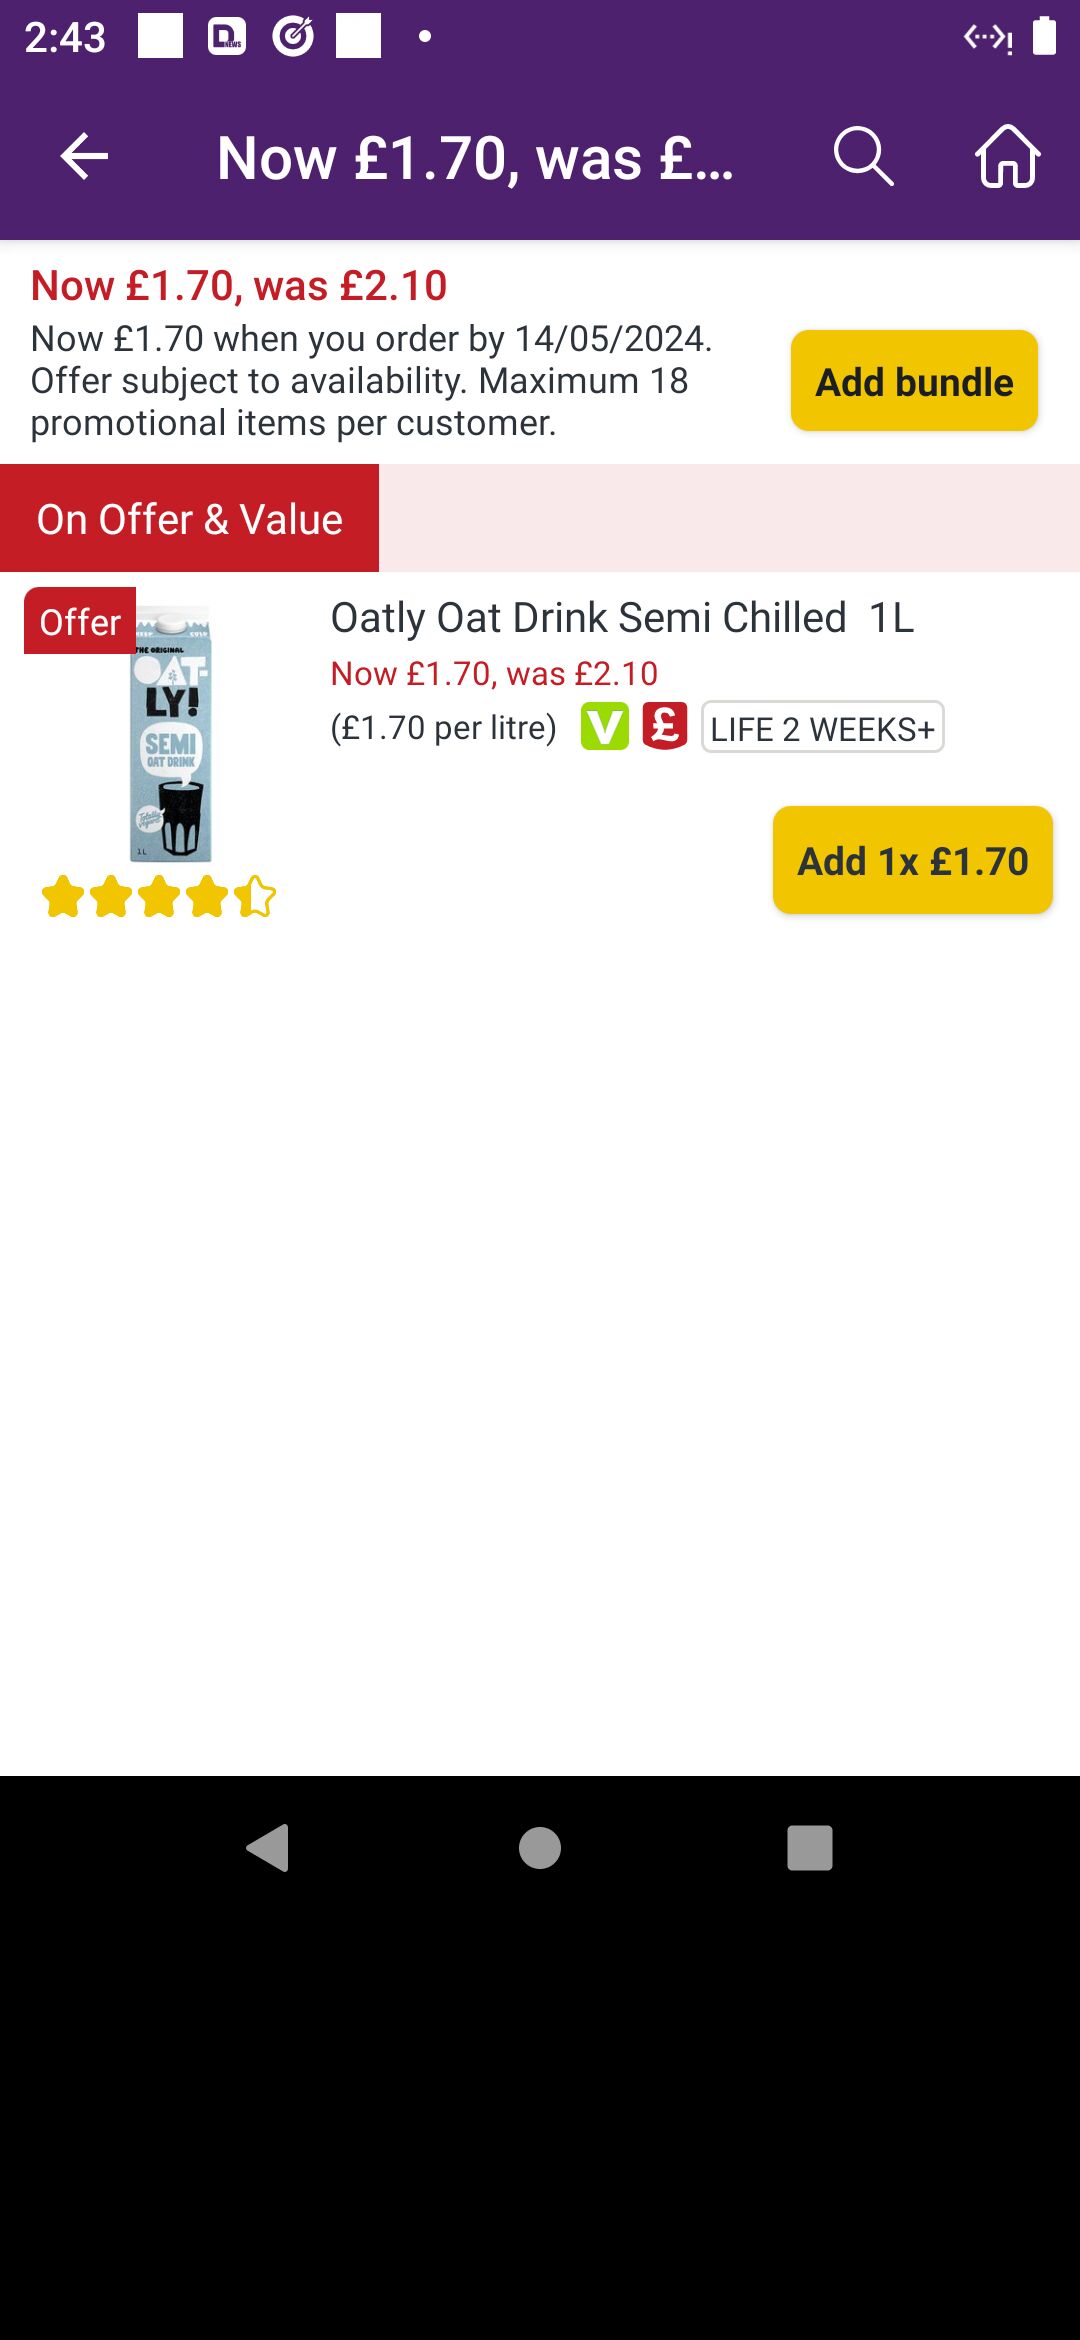 2:43
Now £1.70, was £...
Now £1.70, was £2.10
Now £1.70 when you order by 14/05/2024.
Offer subject to availability. Maximum 18
promotional items per customer.
Add bundle
On Offer & Value
Offer
Oatly Oat Drink Semi Chilled 1L
Now £1.70, was £2.10
(£1.70 per litre) V £ LIFE 2 WEEKS+
THE ORIGINAL
OAT-
LY!
SEMI
OAT DRINK
1L
Add 1x £1.70